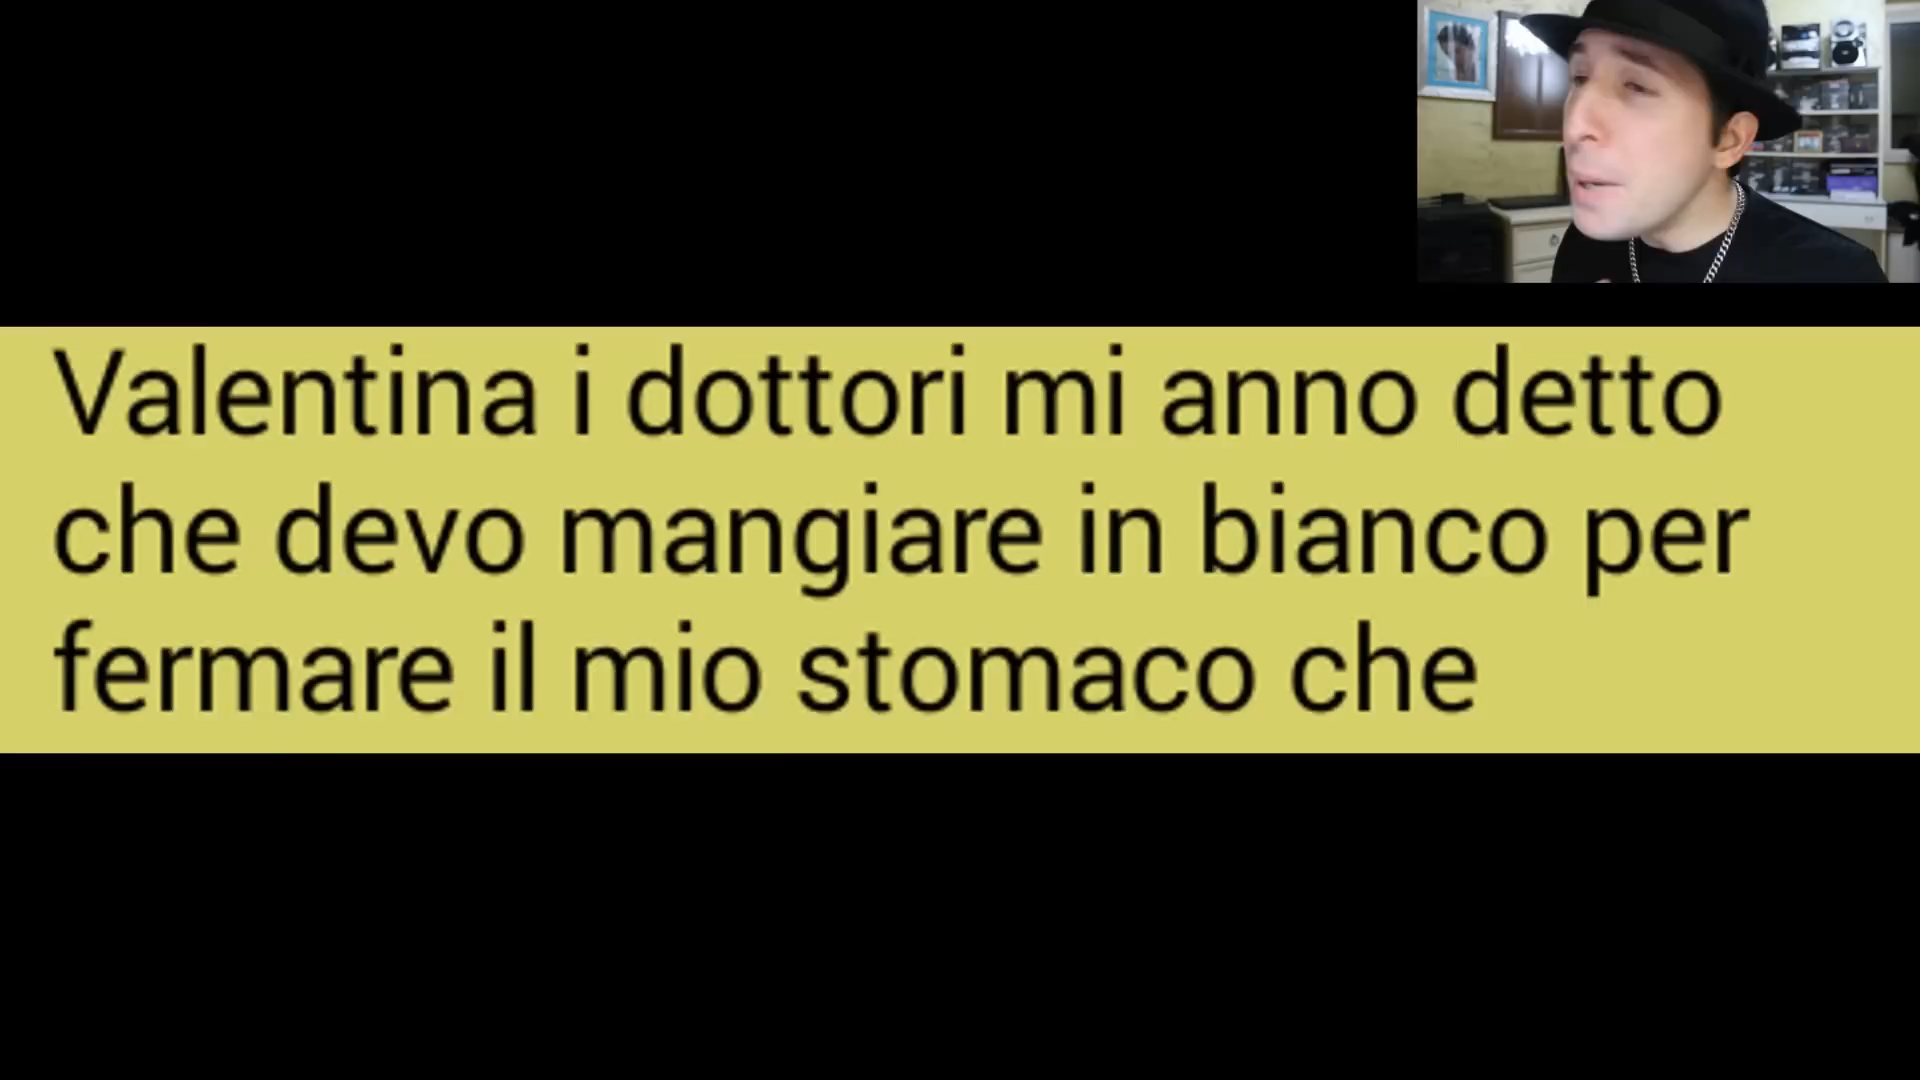 Valentina i dottori mi anno detto
che devo mangiare in bianco per
fermare il mio stomaco che